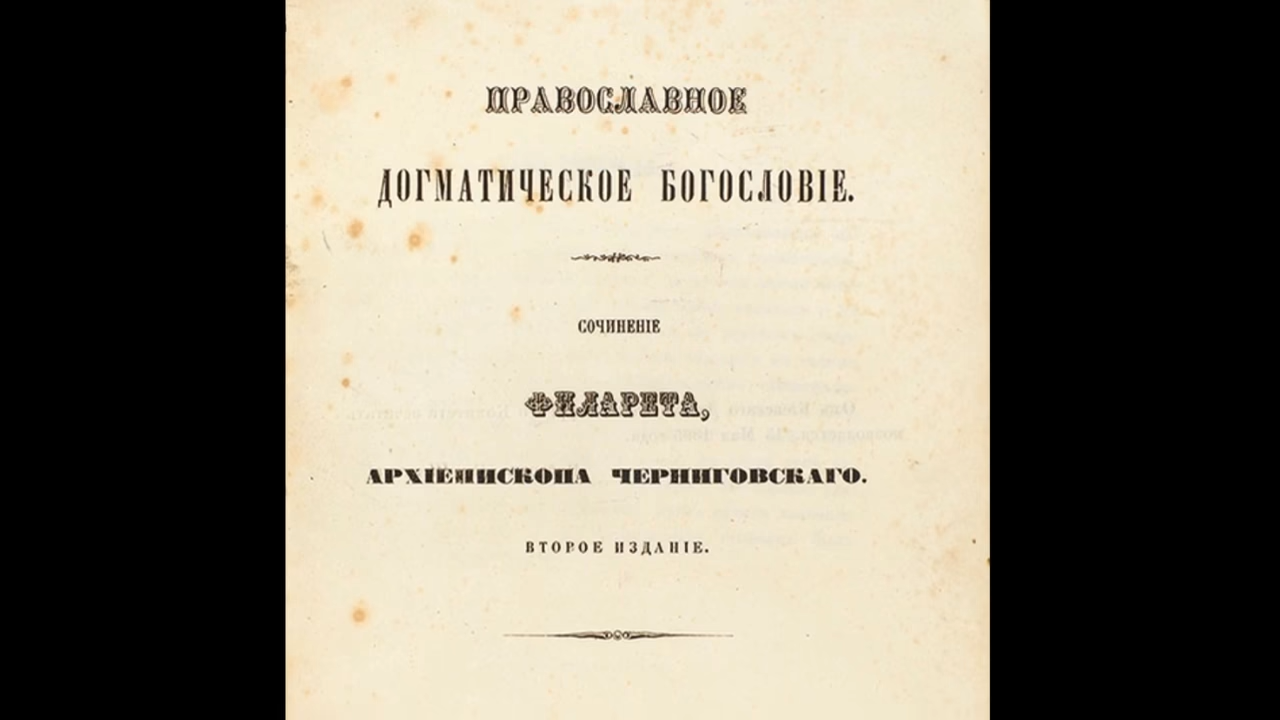 ПРАВОСЛАВНОЕ
ДОГМАТИЧЕСКОЕ БОГОСЛОВІЕ.
СОЧИНЕНІЕ
ФИЛАРЕТА,
АРХІЕПИСКОПА ЧЕРНИГОВСКАГО.
ВТОРОЕ ИЗДАНІЕ.